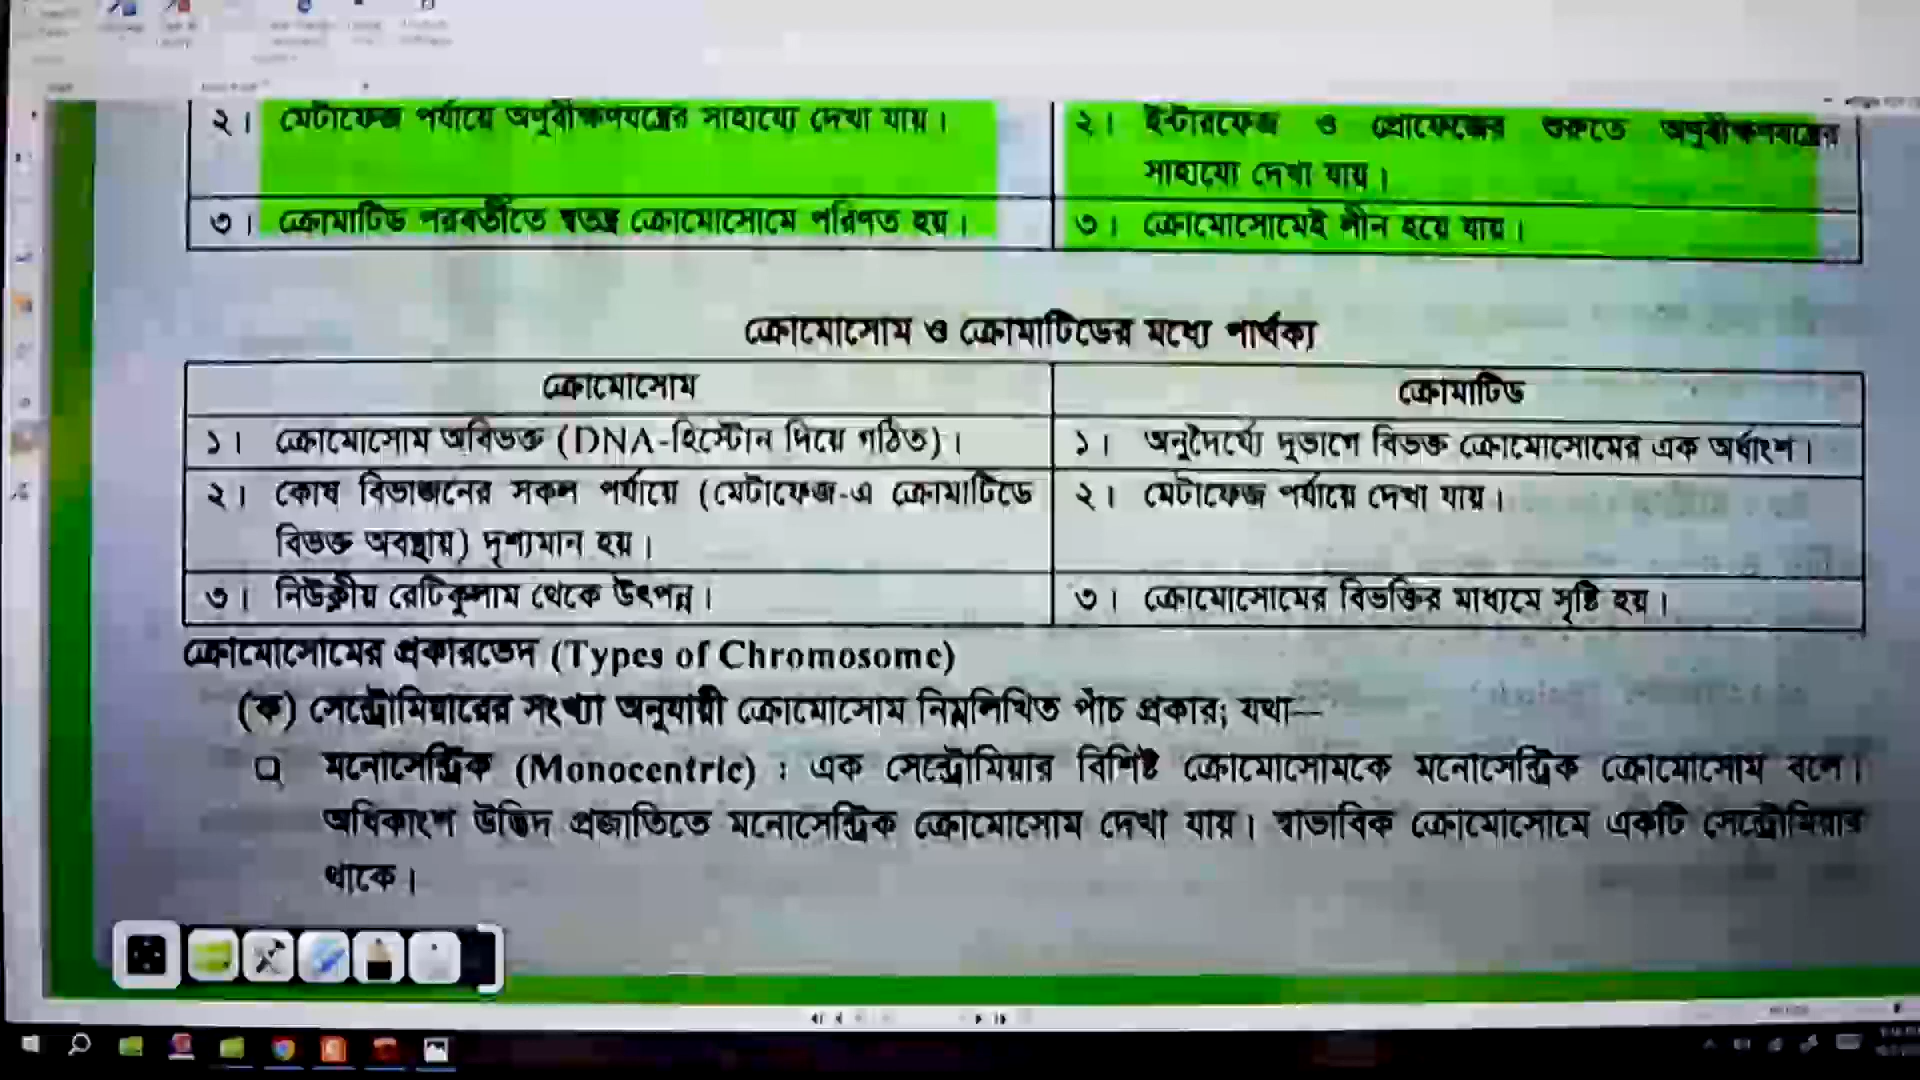 ২। মেটাফেজ পর্যায়ে অণুবীক্ষণযন্ত্রের সাহায্যে দেখা যায়।
২। ইন্টারফেজ ও প্রোফেজের শুরুতে অণুবীক্ষণযন্ত্রের
সাহায্যে দেখা যায়।
৩। ক্রোমাটিড পরবর্তীতে স্বতন্ত্র ক্রোমোসোমে পরিণত হয়।
৩। ক্রোমোসোমেই লীন হয়ে যায়।
ক্রোমোসোম ও ক্রোমাটিডের মধ্যে পার্থক্য
ক্রোমোসোম
ক্রোমাটিড
১। ক্রোমোসোম অবিভক্ত (DNA-হিস্টোন দিয়ে গঠিত)।
১। অনুদৈর্ঘ্যে দুভাগে বিভক্ত ক্রোমোসোমের এক অর্ধাংশ।
২। কোষ বিভাজনের সকল পর্যায়ে (মেটাফেজ-এ ক্রোমাটিডে
বিভক্ত অবস্থায়) দৃশ্যমান হয়।
২। মেটাফেজ পর্যায়ে দেখা যায়।
৩। নিউক্লীয় রেটিকুলাম থেকে উৎপন্ন।
৩। ক্রোমোসোমের বিভক্তির মাধ্যমে সৃষ্টি হয়।
ক্রোমোসোমের প্রকারভেদ (Types of Chromosome)
(ক) সেন্ট্রোমিয়ারের সংখ্যা অনুযায়ী ক্রোমোসোম নিম্নলিখিত পাঁচ প্রকার; যথা—
❑ মনোসেন্ট্রিক (Monocentric) : এক সেন্ট্রোমিয়ার বিশিষ্ট ক্রোমোসোমকে মনোসেন্ট্রিক ক্রোমোসোম বলে।
অধিকাংশ উদ্ভিদ প্রজাতিতে মনোসেন্ট্রিক ক্রোমোসোম দেখা যায়। স্বাভাবিক ক্রোমোসোমে একটি সেন্ট্রোমিয়ার
থাকে।